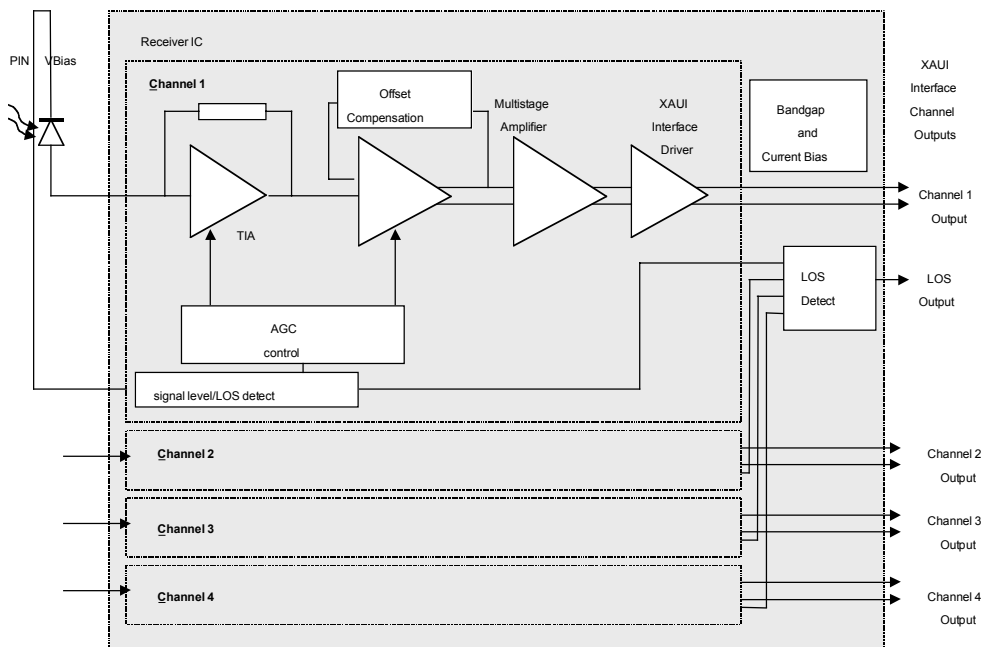 Receiver IC
PIN VBias
Channel 1
Offset
Compensation
Multistage
Amplifier
XAUI
Interface
Driver
Bandgap
and
Current Bias
XAUI
Interface
Channel
Outputs
TIA
Channel 1
Output
AGC
control
signal level/LOS detect
LOS
Detect
LOS
Output
Channel 2
Channel 2
Output
Channel 3
Channel 3
Output
Channel 4
Channel 4
Output